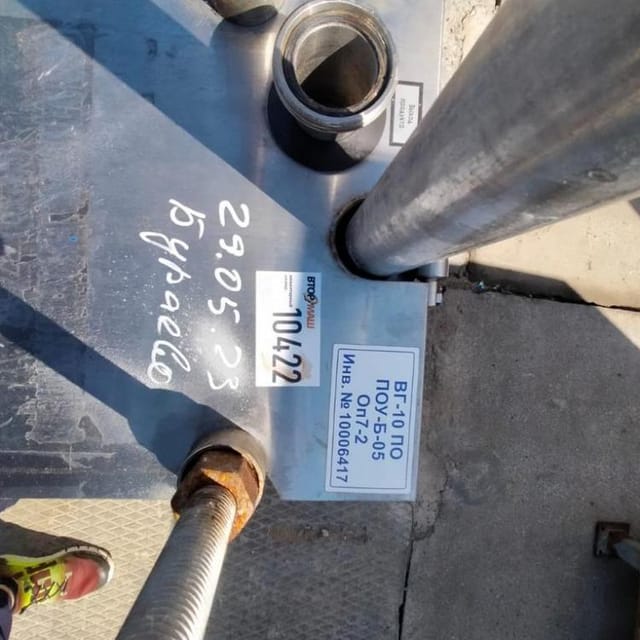 29.05.23
Бураево
ВТОРМАШ
10422
ВГ-10 ПО
ПОУ-Б-05
Оп7-2
Инв. № 10006417